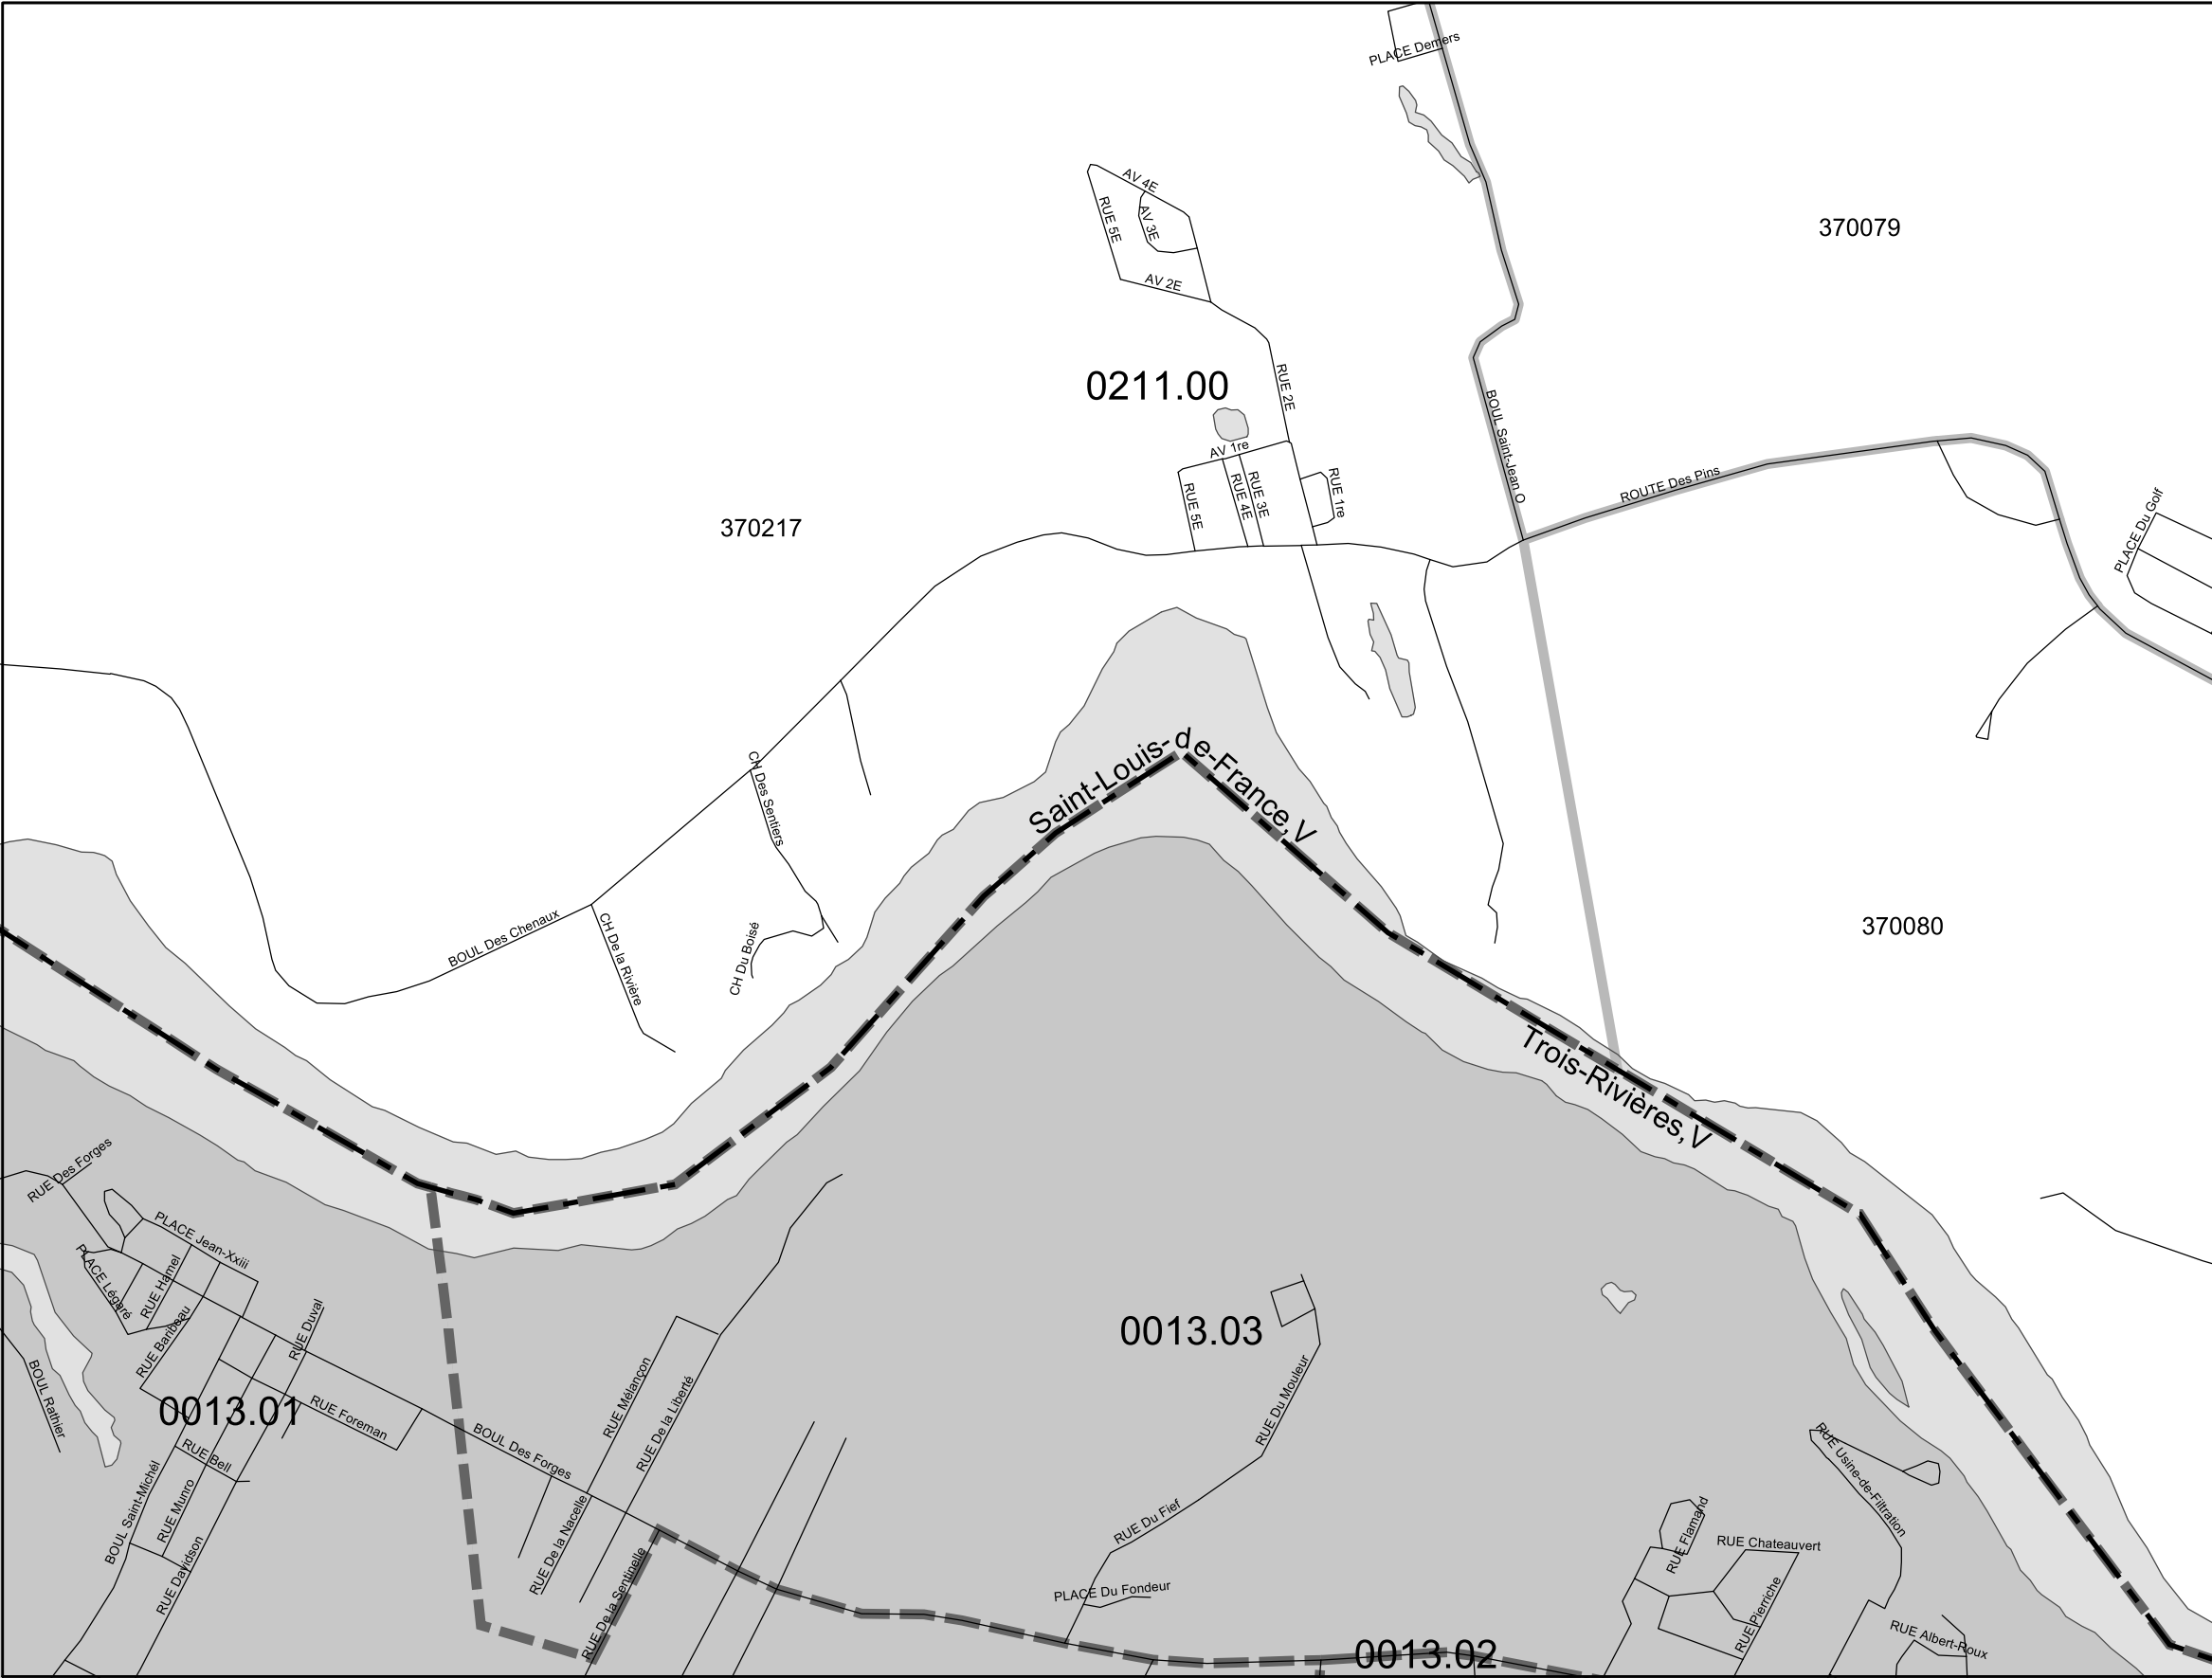 PLACE Demers
AV 4E
AV 3E
RUE 5E
AV 2E
370079
0211.00
RUE 2E
BOUL Saint-Jean O
AV 1re
RUE 5E
RUE 4E
RUE 3E
RUE 1re
ROUTE Des Pins
PLACE Du Golf
370217
CH Des Sentiers
Saint-Louis-de-France,V
BOUL Des Chenaux
CH De la Rivière
CH Du Boisé
370080
Trois-Rivières,V
RUE Des Forges
PLACE Jean-Xxiii
PLACE Légaré
RUE Hamel
RUE Baribeau
RUE Duval
BOUL Rathier
0013.01
RUE Foreman
RUE Bell
BOUL Saint-Michél
RUE Munro
RUE Davidson
BOUL Des Forges
RUE Mélançon
RUE De la Liberté
RUE De la Nacelle
RUE De la Sentinelle
0013.03
RUE Du Mouleur
RUE Du Fief
PLACE Du Fondeur
0013.02
RUE Usine-de-Filtration
RUE Flamand
RUE Chateauvert
RUE Pierriche
RUE Albert-Roux